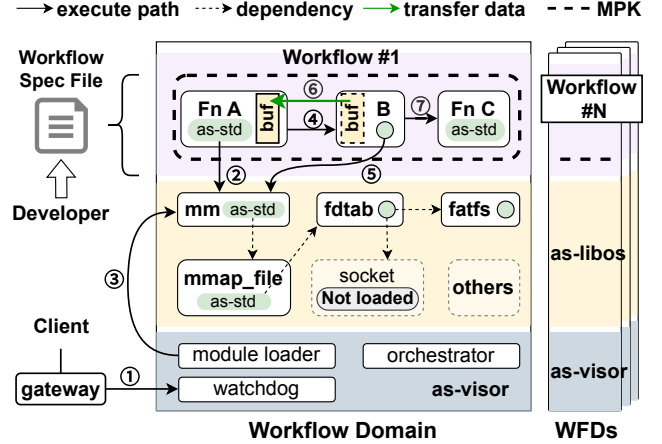 execute path
dependency
transfer data
MPK
Workflow
Spec File
Developer
Workflow #1
Fn A
as-std
buf
⑥
④
buf
B
⑦
Fn C
as-std
Workflow
#N
②
⑤
mm as-std
fdtab
fatfs
as-libos
③
mmap_file
as-std
socket
Not loaded
others
Client
gateway
①
module loader
orchestrator
watchdog
as-visor
as-visor
Workflow Domain
WFDs